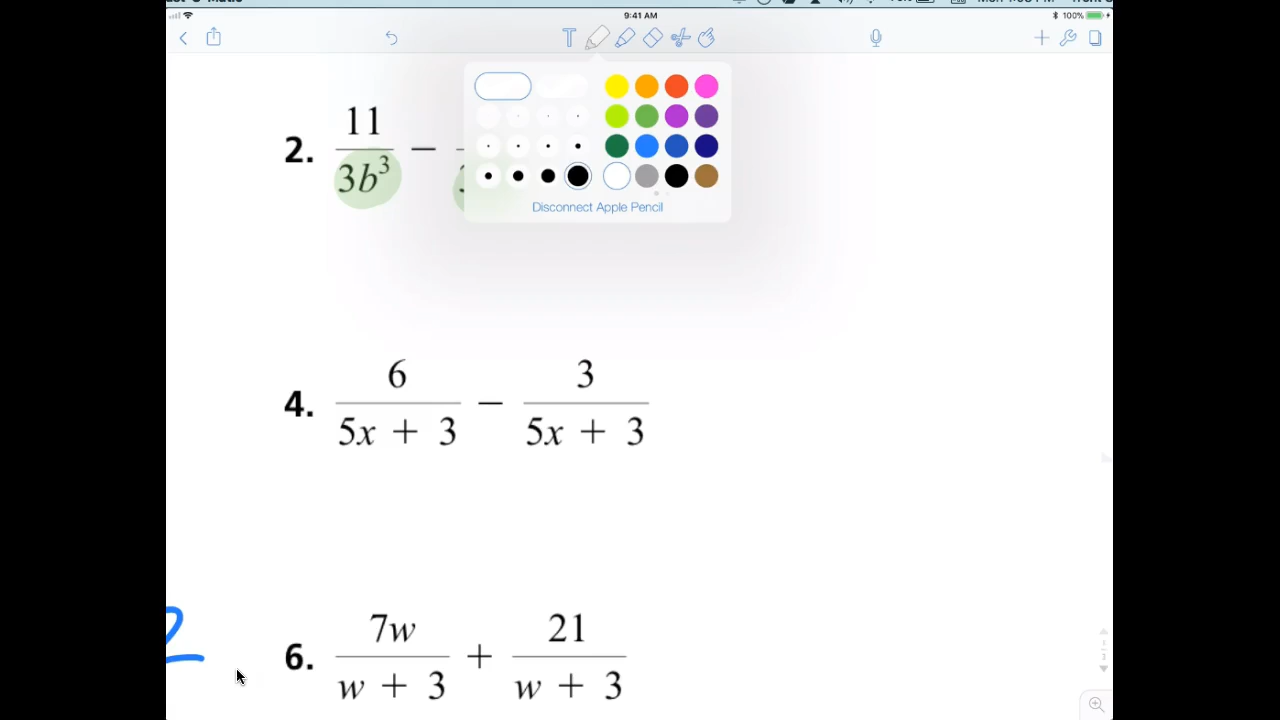 9:41 AM
100%
T
2. 11/3b³ −
Disconnect Apple Pencil
4. 6/(5x + 3) − 3/(5x + 3)
2
6. 7w/(w + 3) + 21/(w + 3)